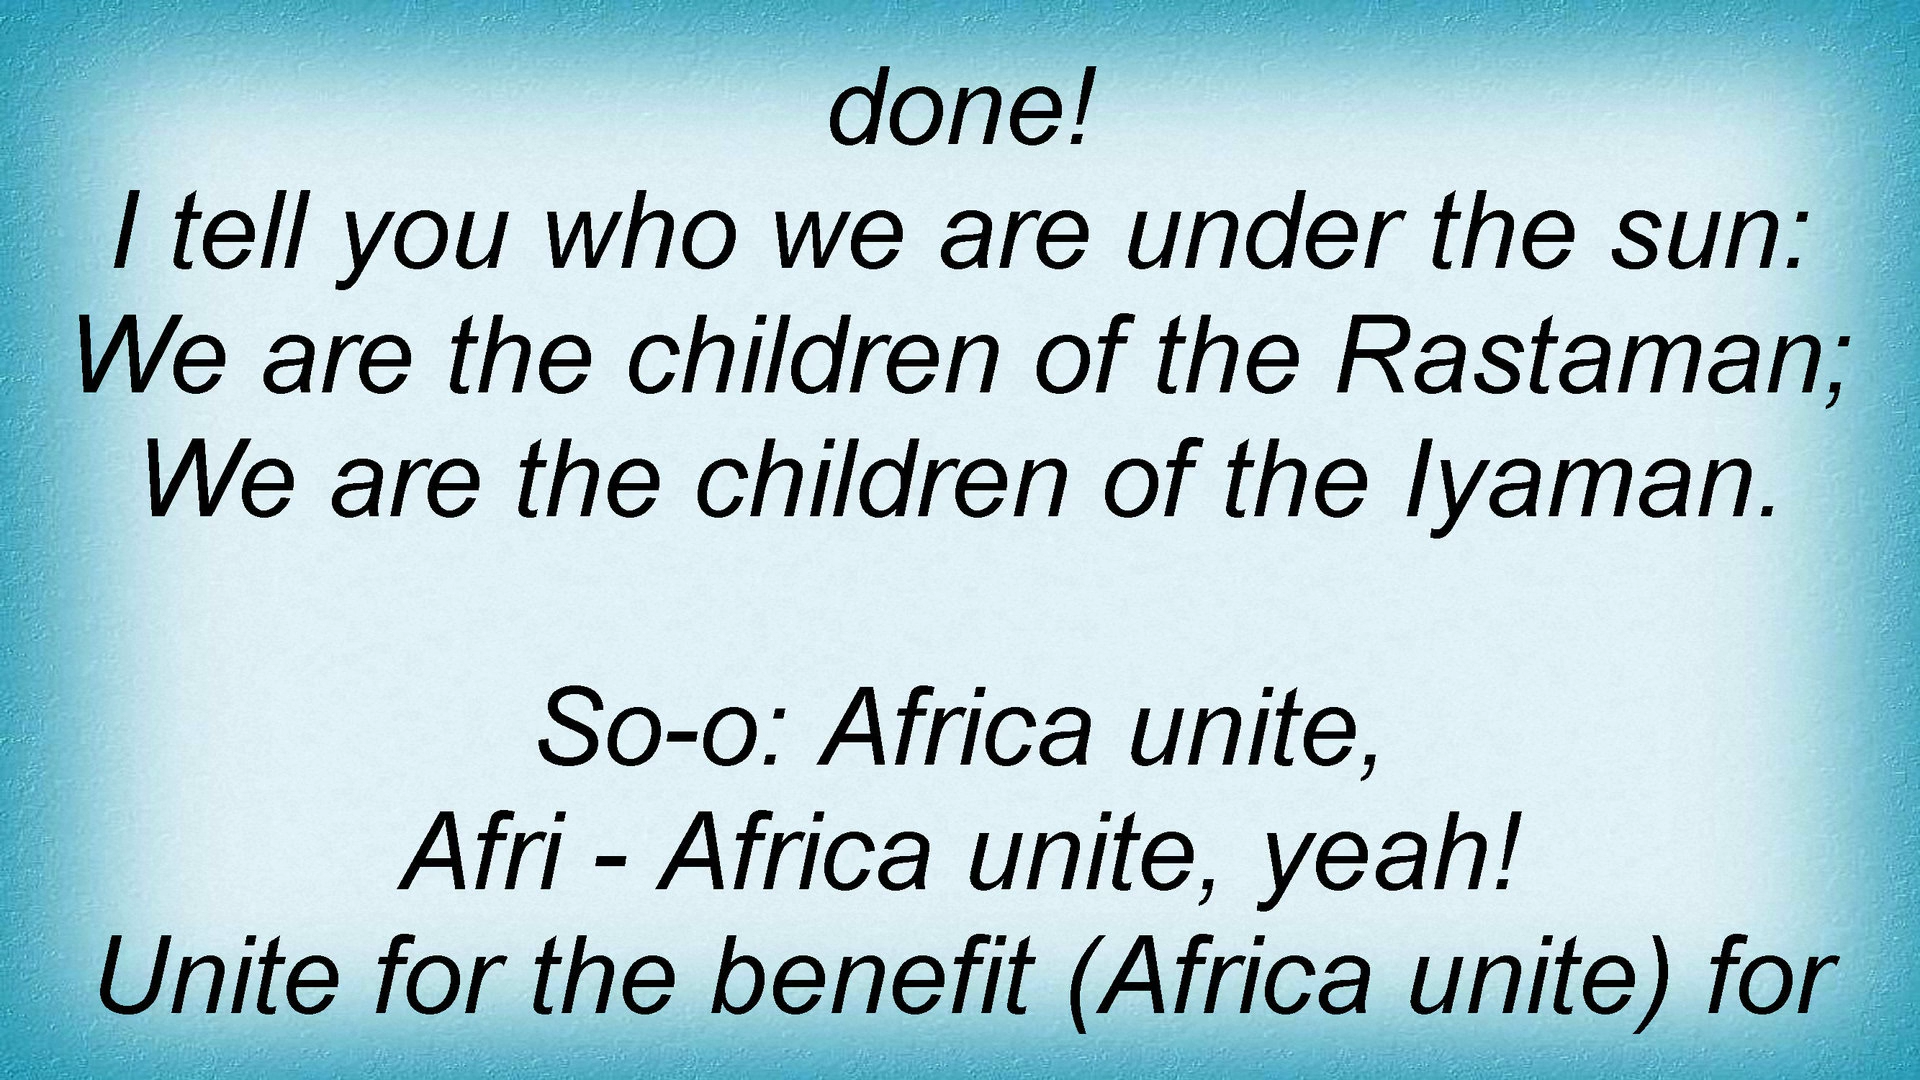 done!
I tell you who we are under the sun:
We are the children of the Rastaman;
We are the children of the Iyaman.
So-o: Africa unite,
Afri - Africa unite, yeah!
Unite for the benefit (Africa unite) for